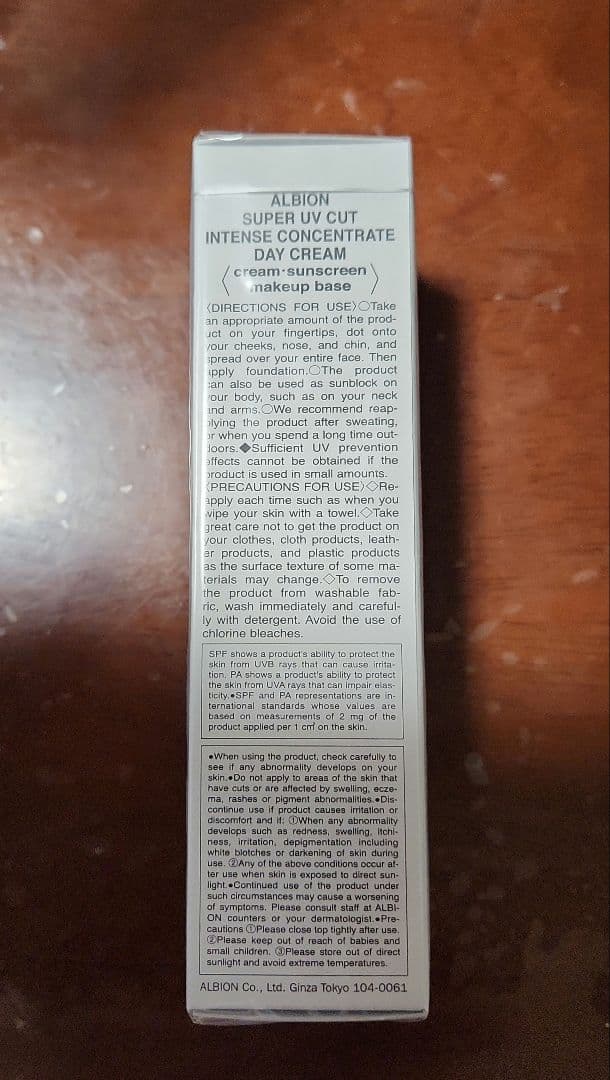 ALBION
SUPER UV CUT
INTENSE CONCENTRATE
DAY CREAM
〈cream·sunscreen
makeup base〉
〈DIRECTIONS FOR USE〉○Take
an appropriate amount of the prod-
uct on your fingertips, dot onto
your cheeks, nose, and chin, and
spread over your entire face. Then
apply foundation.○The product
can also be used as sunblock on
your body, such as on your neck
and arms.○We recommend reap-
plying the product after sweating,
or when you spend a long time out-
doors.◆Sufficient UV prevention
effects cannot be obtained if the
product is used in small amounts.
〈PRECAUTIONS FOR USE〉◇Re-
apply each time such as when you
wipe your skin with a towel.◇Take
great care not to get the product on
your clothes, cloth products, leath-
er products, and plastic products
as the surface texture of some ma-
terials may change.◇To remove
the product from washable fab-
ric, wash immediately and careful-
ly with detergent. Avoid the use of
chlorine bleaches.
SPF shows a product's ability to protect the
skin from UVB rays that can cause irrita-
tion. PA shows a product's ability to protect
the skin from UVA rays that can impair elas-
ticity.●SPF and PA representations are in-
ternational standards whose values are
based on measurements of 2 mg of the
product applied per 1 cm² on the skin.
●When using the product, check carefully to
see if any abnormality develops on your
skin.●Do not apply to areas of the skin that
have cuts or are affected by swelling, ecze-
ma, rashes or pigment abnormalities.●Dis-
continue use if product causes irritation or
discomfort and if: ①When any abnormality
develops such as redness, swelling, itchi-
ness, irritation, depigmentation including
white blotches or darkening of skin during
use. ②Any of the above conditions occur af-
ter use when skin is exposed to direct sun-
light.●Continued use of the product under
such circumstances may cause a worsening
of symptoms. Please consult staff at ALBI-
ON counters or your dermatologist.●Pre-
cautions ①Please close top tightly after use.
②Please keep out of reach of babies and
small children. ③Please store out of direct
sunlight and avoid extreme temperatures.
ALBION Co., Ltd. Ginza Tokyo 104-0061